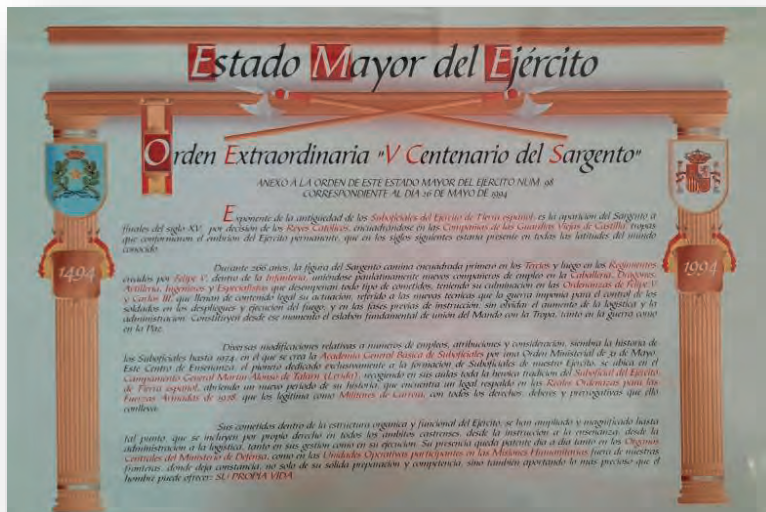 Estado Mayor del Ejército
Orden Extraordinaria "V Centenario del Sargento"
ANEXO A LA ORDEN DE ESTE ESTADO MAYOR DEL EJERCITO NUM. 98
CORRESPONDIENTE AL DIA 26 DE MAYO DE 1994
Exponente de la antigüedad de los Suboficiales del Ejército de Tierra español, es la aparición del Sargento a
finales del siglo XV, por decisión de los Reyes Católicos, encuadrándose en las Compañías de las Guardias Viejas de Castilla, tropas
que conformaron el embrión del Ejército permanente, que en los siglos siguientes estaría presente en todas las latitudes del mundo
conocido.
Durante 266 años, la figura del Sargento camina encuadrada primero en los Tercios y luego en los Regimientos
creados por Felipe V, dentro de la Infantería, uniéndose paulatinamente nuevos compañeros de empleo en la Caballería, Dragones,
Artillería, Ingenieros y Especialistas que desempeñan todo tipo de cometidos, teniendo su culminación en las Ordenanzas de Felipe V
y Carlos III, que llenan de contenido legal su actuación, referido a las nuevas técnicas que la guerra imponía para el control de los
soldados en los despliegues y ejecución del fuego, y en las fases previas de instrucción, sin olvidar el aumento de la logística y la
administración. Constituyen desde ese momento el eslabón fundamental de unión del Mando con la Tropa, tanto en la guerra como
en la Paz.
Diversas modificaciones relativas a números de empleos, atribuciones y consideración, siembra la historia de
los Suboficiales hasta 1974, en el que se crea la Academia General Básica de Suboficiales por una Orden Ministerial de 31 de Mayo.
Este Centro de Enseñanza, el pionero dedicado exclusivamente a la formación de Suboficiales de nuestro Ejército, se ubica en el
Campamento General Martín Alonso de Talarn (Lérida), recogiendo en sus aulas toda la heroica tradición del Suboficial del Ejército
de Tierra español, abriendo un nuevo período de su historia, que encuentra un legal respaldo en las Reales Ordenanzas para las
Fuerzas Armadas de 1978, que los legitima como Militares de Carrera, con todos los derechos, deberes y prerrogativas que ello
conlleva.
Sus cometidos dentro de la estructura orgánica y funcional del Ejército, se han ampliado y magnificado hasta
tal punto, que se incluyen por propio derecho en todos los ámbitos castrenses, desde la instrucción a la enseñanza, desde la
administración a la logística, tanto en su gestión como en su ejecución. Su presencia queda patente día a día tanto en los Organos
Centrales del Ministerio de Defensa, como en las Unidades Operativas participantes en las Misiones Humanitarias fuera de nuestras
fronteras, donde deja constancia, no sólo de su sólida preparación y competencia, sino también aportando lo más precioso que el
hombre puede ofrecer: SU PROPIA VIDA.
1494
1994